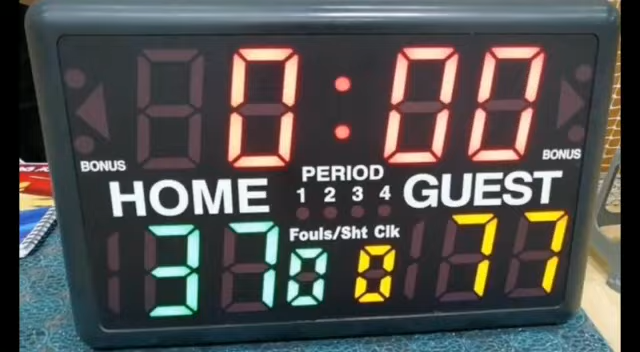 0:00
BONUS
BONUS
PERIOD
HOME
1 2 3 4
GUEST
Fouls/Sht Clk
37
0
0
77